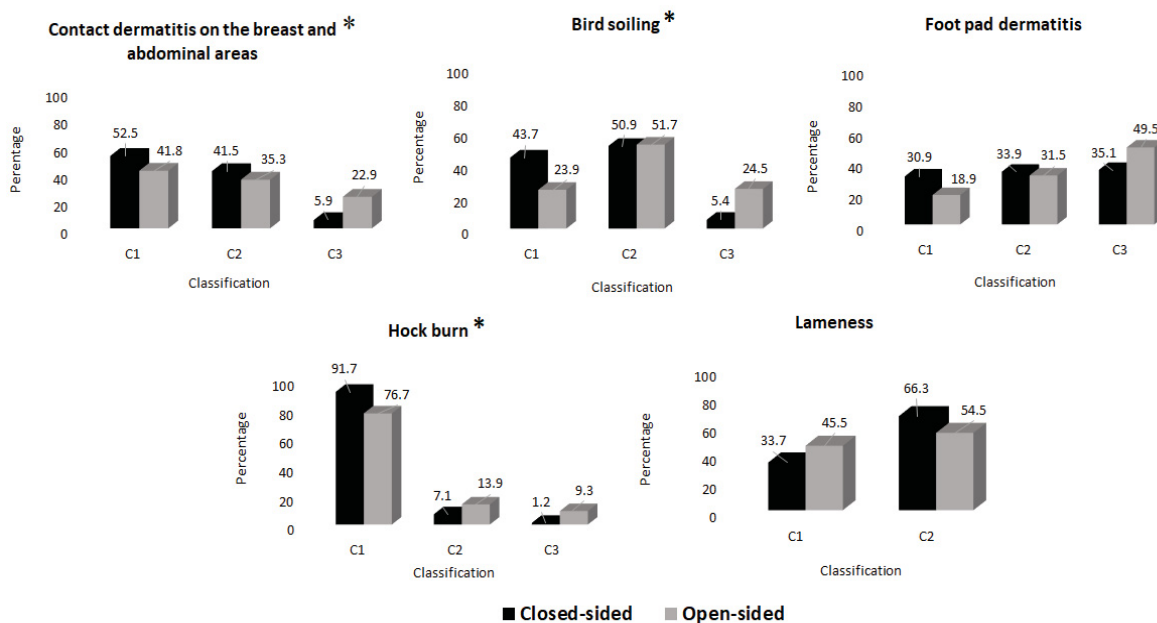 Contact dermatitis on the breast and *
abdominal areas
Percentage
100
80
60
40
20
0
52.5
41.8
41.5
35.3
5.9
22.9
C1
C2
C3
Classification
Bird soiling *
Percentage
100
80
60
40
20
0
43.7
23.9
50.9
51.7
5.4
24.5
C1
C2
C3
Classification
Foot pad dermatitis
Percentage
100
80
60
40
20
0
30.9
18.9
33.9
31.5
35.1
49.5
C1
C2
C3
Classification
Hock burn *
Percentage
100
80
60
40
20
0
91.7
76.7
7.1
13.9
1.2
9.3
C1
C2
C3
Classification
Lameness
Percentage
100
80
60
40
20
0
33.7
45.5
66.3
54.5
C1
C2
Classification
Closed-sided
Open-sided